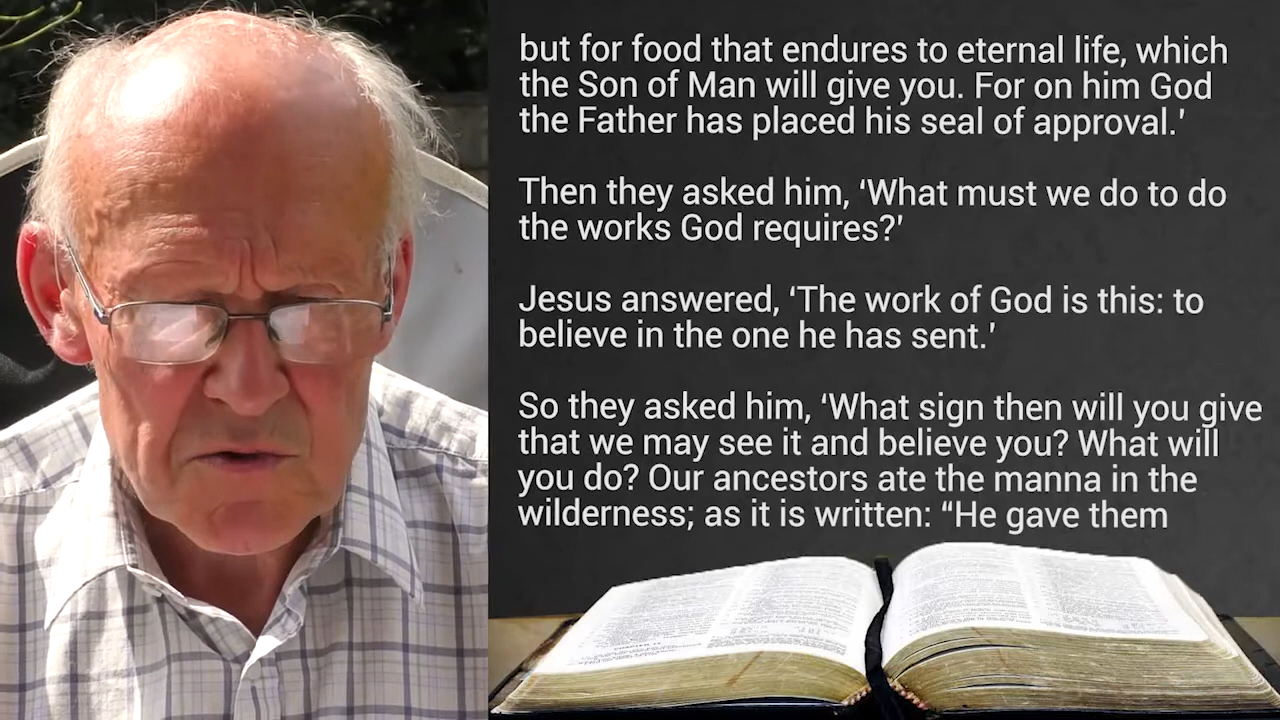 but for food that endures to eternal life, which
the Son of Man will give you. For on him God
the Father has placed his seal of approval.’
Then they asked him, ‘What must we do to do
the works God requires?’
Jesus answered, ‘The work of God is this: to
believe in the one he has sent.’
So they asked him, ‘What sign then will you give
that we may see it and believe you? What will
you do? Our ancestors ate the manna in the
wilderness; as it is written: “He gave them